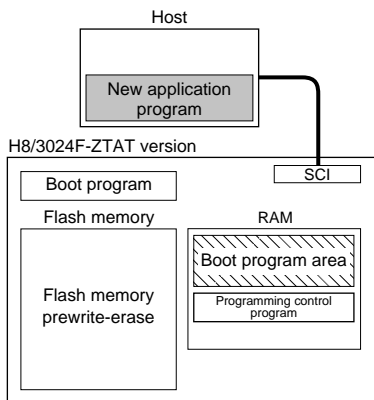 Host
New application
program
H8/3024F-ZTAT version
SCI
Boot program
Flash memory
RAM
Boot program area
Flash memory
prewrite-erase
Programming control
program